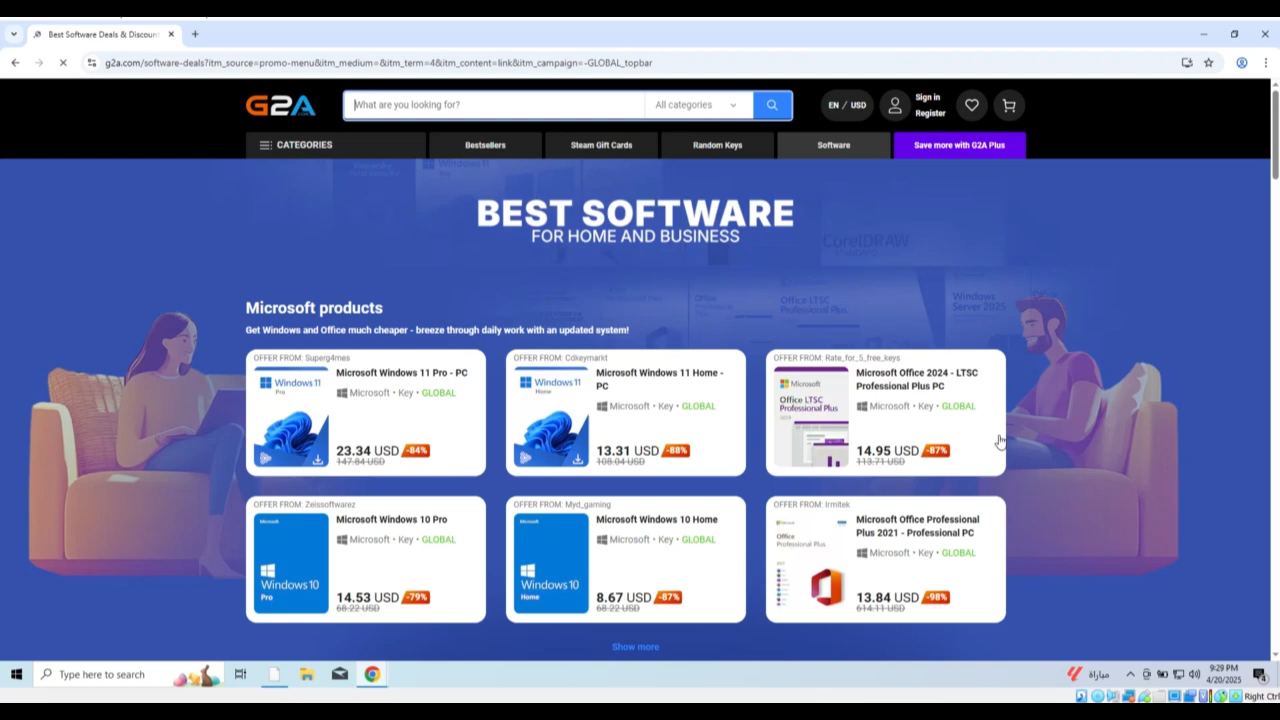 Best Software Deals & Discount
g2a.com/software-deals?itm_source=promo-menu&itm_medium=&itm_term=4&itm_content=link&itm_campaign=-GLOBAL_topbar
G2A
.COM
What are you looking for?
All categories
EN / USD
Sign in
Register
CATEGORIES
Bestsellers
Steam Gift Cards
Random Keys
Software
Save more with G2A Plus
BEST SOFTWARE
FOR HOME AND BUSINESS
CorelDRAW
Office LTSC
Professional Plus
Windows
Server 2025
Microsoft products
Get Windows and Office much cheaper - breeze through daily work with an updated system!
OFFER FROM: Superg4mes
Windows 11
Pro
Microsoft Windows 11 Pro - PC
Microsoft • Key • GLOBAL
23.34 USD -84%
147.84 USD
OFFER FROM: Cdkeymarkt
Windows 11
Home
Microsoft Windows 11 Home -
PC
Microsoft • Key • GLOBAL
13.31 USD -88%
108.04 USD
OFFER FROM: Rate_for_5_free_keys
Microsoft
Office LTSC
Professional Plus
2024
Microsoft Office 2024 - LTSC
Professional Plus PC
Microsoft • Key • GLOBAL
14.95 USD -87%
113.71 USD
OFFER FROM: Zeissoftwarez
Microsoft
Windows 10
Pro
Microsoft Windows 10 Pro
Microsoft • Key • GLOBAL
14.53 USD -79%
68.22 USD
OFFER FROM: Myd_gaming
Microsoft
Windows 10
Home
Microsoft Windows 10 Home
Microsoft • Key • GLOBAL
8.67 USD -87%
68.22 USD
OFFER FROM: Irmitek
Office
Professional Plus
Microsoft Office Professional
Plus 2021 - Professional PC
Microsoft • Key • GLOBAL
13.84 USD -98%
614.11 USD
Show more
Type here to search
مباراة
9:29 PM
4/20/2025
Right Ctrl